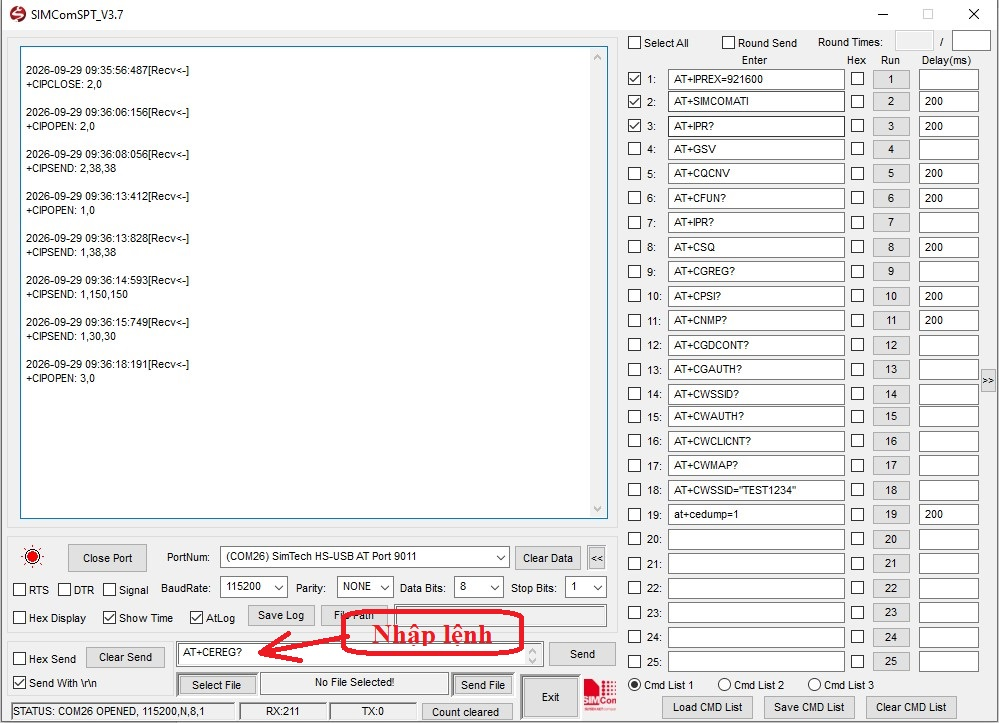 SIMComSPT_V3.7
2026-09-29 09:35:56:487[Recv<-]
+CIPCLOSE: 2,0
2026-09-29 09:36:06:156[Recv<-]
+CIPOPEN: 2,0
2026-09-29 09:36:08:056[Recv<-]
+CIPSEND: 2,38,38
2026-09-29 09:36:13:412[Recv<-]
+CIPOPEN: 1,0
2026-09-29 09:36:13:828[Recv<-]
+CIPSEND: 1,38,38
2026-09-29 09:36:14:593[Recv<-]
+CIPSEND: 1,150,150
2026-09-29 09:36:15:749[Recv<-]
+CIPSEND: 1,30,30
2026-09-29 09:36:18:191[Recv<-]
+CIPOPEN: 3,0
Close Port PortNum: (COM26) SimTech HS-USB AT Port 9011 Clear Data <<
RTS DTR Signal BaudRate: 115200 Parity: NONE Data Bits: 8 Stop Bits: 1
Hex Display Show Time AtLog Save Log File Path
Nhập lệnh
Hex Send Clear Send AT+CEREG? Send
Send With \r\n Select File No File Selected! Send File Exit SIMCom
STATUS: COM26 OPENED, 115200,N,8,1 RX:211 TX:0 Count cleared
Select All Round Send Round Times: /
Enter Hex Run Delay(ms)
1: AT+IPREX=921600 1
2: AT+SIMCOMATI 2 200
3: AT+IPR? 3 200
4: AT+GSV 4
5: AT+CQCNV 5 200
6: AT+CFUN? 6 200
7: AT+IPR? 7
8: AT+CSQ 8 200
9: AT+CGREG? 9
10: AT+CPSI? 10 200
11: AT+CNMP? 11 200
12: AT+CGDCONT? 12
13: AT+CGAUTH? 13
14: AT+CWSSID? 14
15: AT+CWAUTH? 15
16: AT+CWCLICNT? 16
17: AT+CWMAP? 17
18: AT+CWSSID="TEST1234" 18
19: at+cedump=1 19 200
20: 20
21: 21
22: 22
23: 23
24: 24
25: 25
>>
Cmd List 1 Cmd List 2 Cmd List 3
Load CMD List Save CMD List Clear CMD List